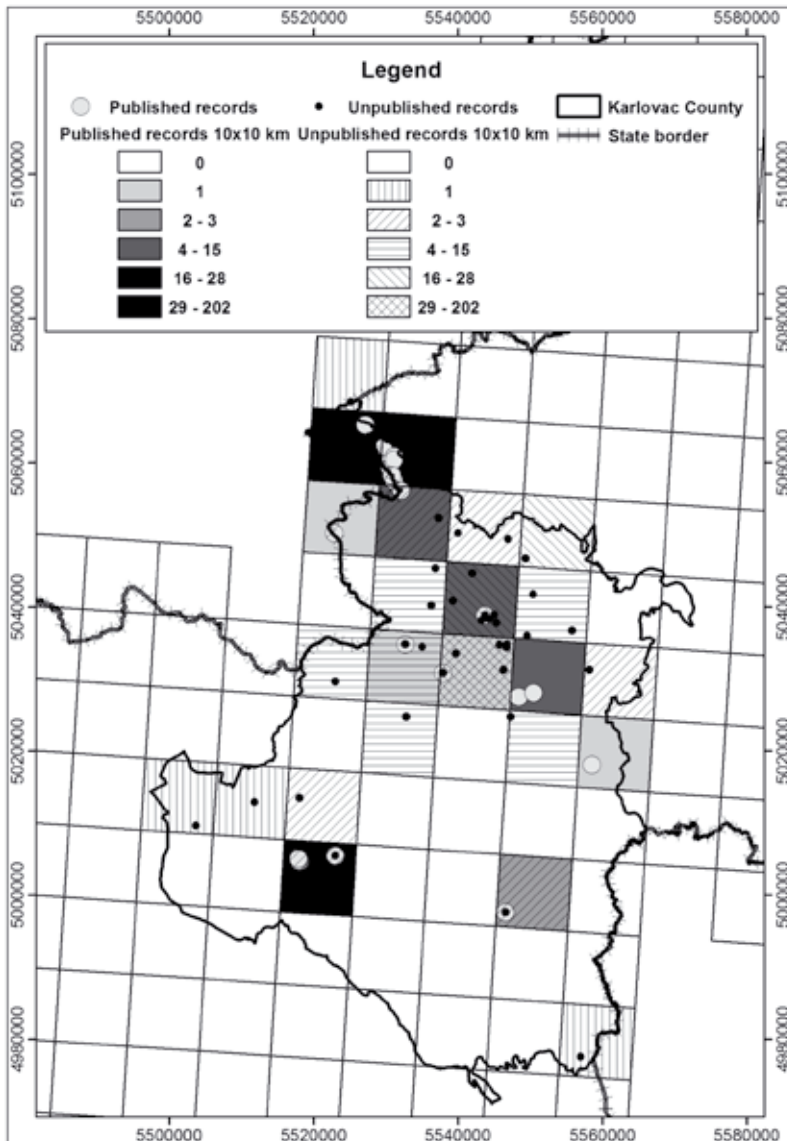 5500000 5520000 5540000 5560000 5580000
Legend
Published records Unpublished records Karlovac County
Published records 10x10 km Unpublished records 10x10 km State border
0 0
1 1
2 - 3 2 - 3
4 - 15 4 - 15
16 - 28 16 - 28
29 - 202 29 - 202
5100000 5100000
5080000 5080000
5060000 5060000
5040000 5040000
5020000 5020000
5000000 5000000
4980000 4980000
5500000 5520000 5540000 5560000 5580000